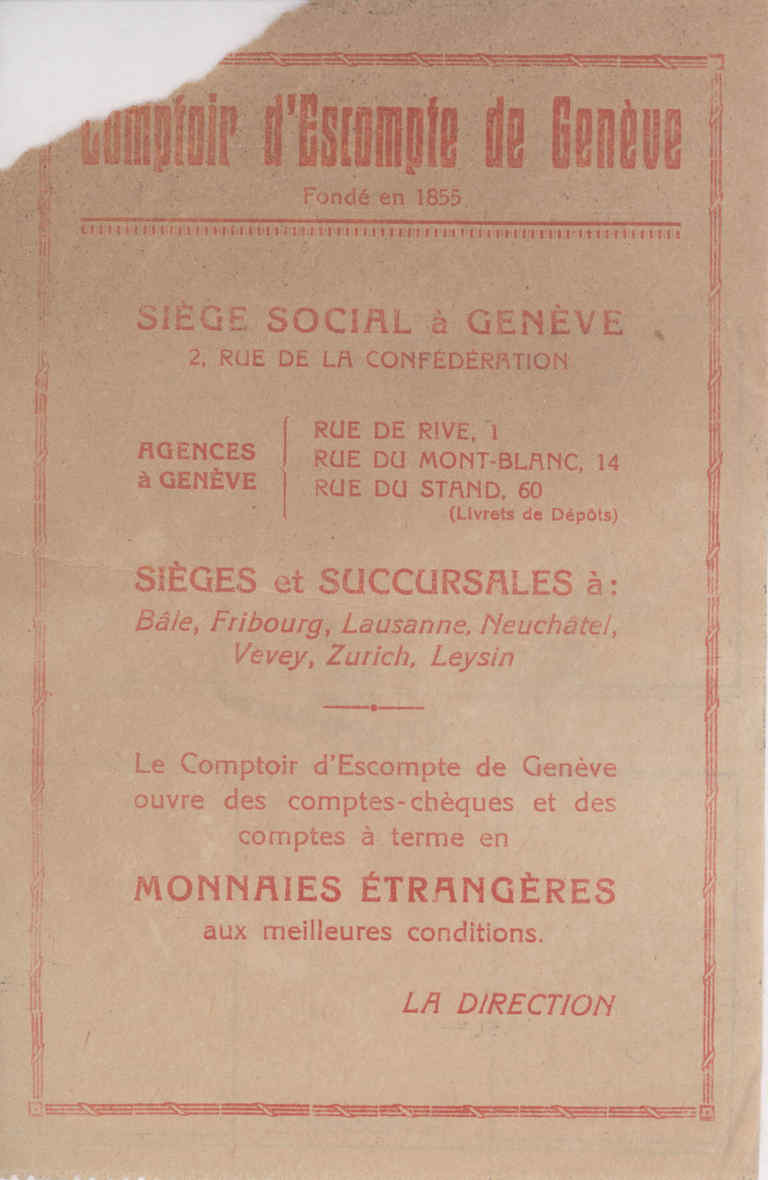 Comptoir d'Escompte de Genève
Fondé en 1855
SIÈGE SOCIAL à GENÈVE
2, RUE DE LA CONFÉDÉRATION
AGENCES
à GENÈVE
RUE DE RIVE, 1
RUE DU MONT-BLANC, 14
RUE DU STAND, 60
(Livrets de Dépôts)
SIÈGES et SUCCURSALES à:
Bâle, Fribourg, Lausanne, Neuchâtel,
Vevey, Zurich, Leysin
Le Comptoir d'Escompte de Genève
ouvre des comptes-chèques et des
comptes à terme en
MONNAIES ÉTRANGÈRES
aux meilleures conditions.
LA DIRECTION